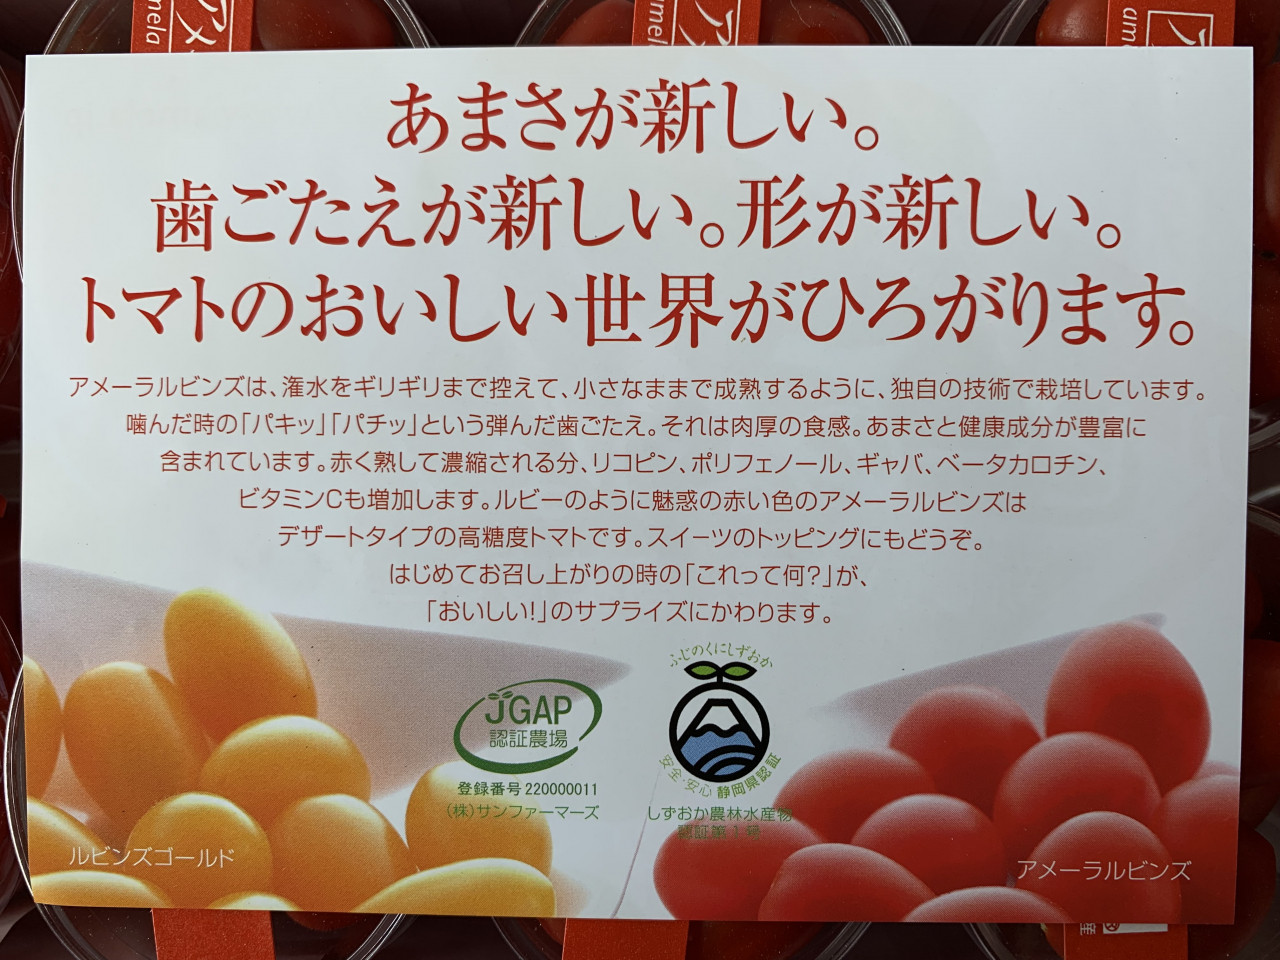 アメ
amela
アメ
mela
ア
ame
あまさが新しい。
歯ごたえが新しい。形が新しい。
トマトのおいしい世界がひろがります。
アメーラルビンズは、潅水をギリギリまで控えて、小さなままで成熟するように、独自の技術で栽培しています。
噛んだ時の「パキッ」「パチッ」という弾んだ歯ごたえ。それは肉厚の食感。あまさと健康成分が豊富に
含まれています。赤く熟して濃縮される分、リコピン、ポリフェノール、ギャバ、ベータカロチン、
ビタミンCも増加します。ルビーのように魅惑の赤い色のアメーラルビンズは
デザートタイプの高糖度トマトです。スイーツのトッピングにもどうぞ。
はじめてお召し上がりの時の「これって何?」が、
「おいしい!」のサプライズにかわります。
JGAP
認証農場
登録番号 220000011
(株)サンファーマーズ
ふじのくにしずおか
安全・安心 静岡県認証
しずおか農林水産物
認証第1号
ルビンズゴールド
アメーラルビンズ
産